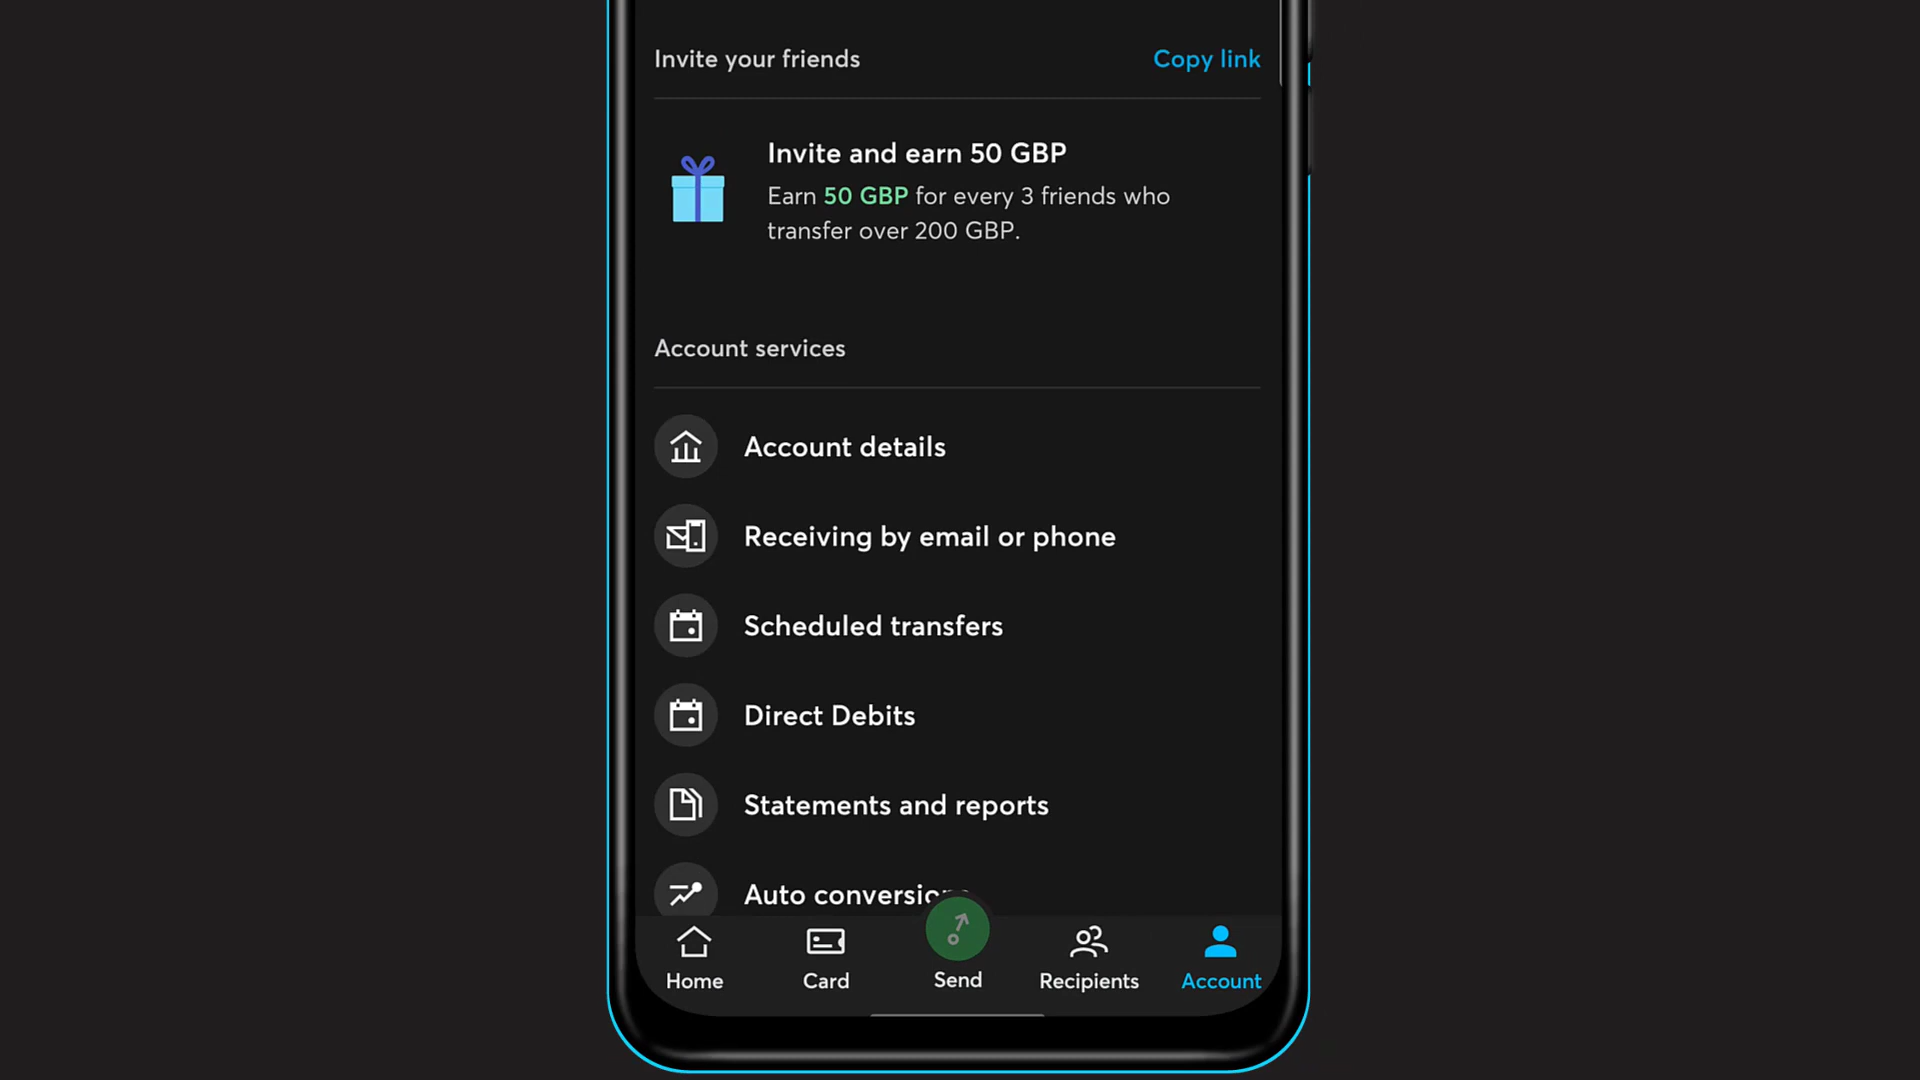 Invite your friends
Copy link
Invite and earn 50 GBP
Earn 50 GBP for every 3 friends who
transfer over 200 GBP.
Account services
Account details
Receiving by email or phone
Scheduled transfers
Direct Debits
Statements and reports
Auto conversions
Home
Card
Send
Recipients
Account